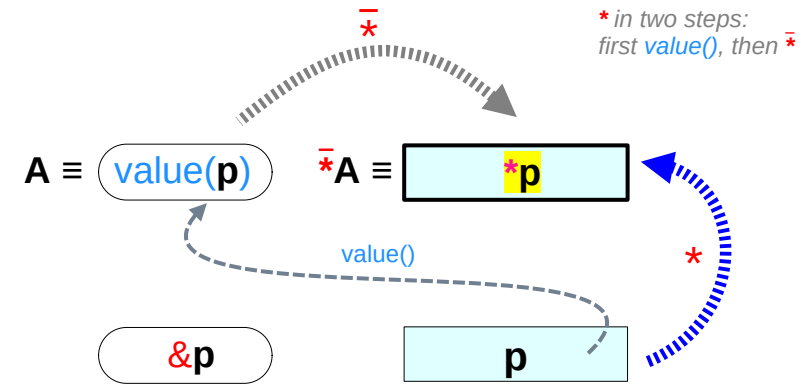 *̅
* in two steps:
first value(), then *̅
A ≡ value(p)
*̅A ≡ *p
value()
*
&p
p